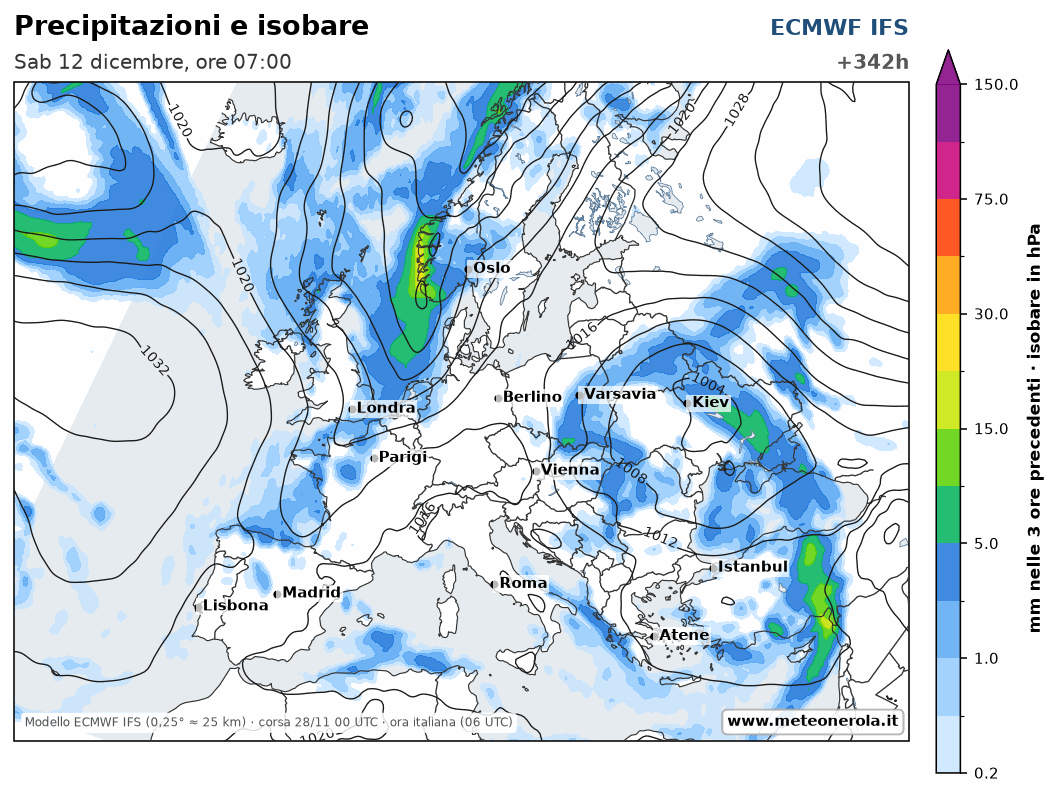 Precipitazioni e isobare
ECMWF IFS
Sab 12 dicembre, ore 07:00
+342h
150.0
75.0
30.0
15.0
5.0
1.0
0.2
mm nelle 3 ore precedenti · isobare in hPa
1020
1020
1028
1020
1032
1016
1004
1008
1012
1016
1020
Oslo
Berlino
Varsavia
Kiev
Londra
Parigi
Vienna
Istanbul
Roma
Madrid
Lisbona
Atene
Modello ECMWF IFS (0,25° ≈ 25 km) · corsa 28/11 00 UTC · ora italiana (06 UTC)
www.meteonerola.it